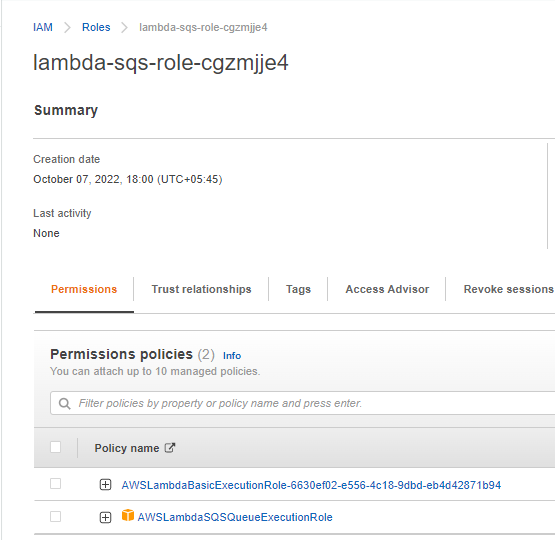 IAM > Roles > lambda-sqs-role-cgzmjje4
lambda-sqs-role-cgzmjje4
Summary
Creation date
October 07, 2022, 18:00 (UTC+05:45)
Last activity
None
Permissions Trust relationships Tags Access Advisor Revoke sessions
Permissions policies (2) Info
You can attach up to 10 managed policies.
Filter policies by property or policy name and press enter.
Policy name
AWSLambdaBasicExecutionRole-6630ef02-e556-4c18-9dbd-eb4d42871b94
AWSLambdaSQSQueueExecutionRole